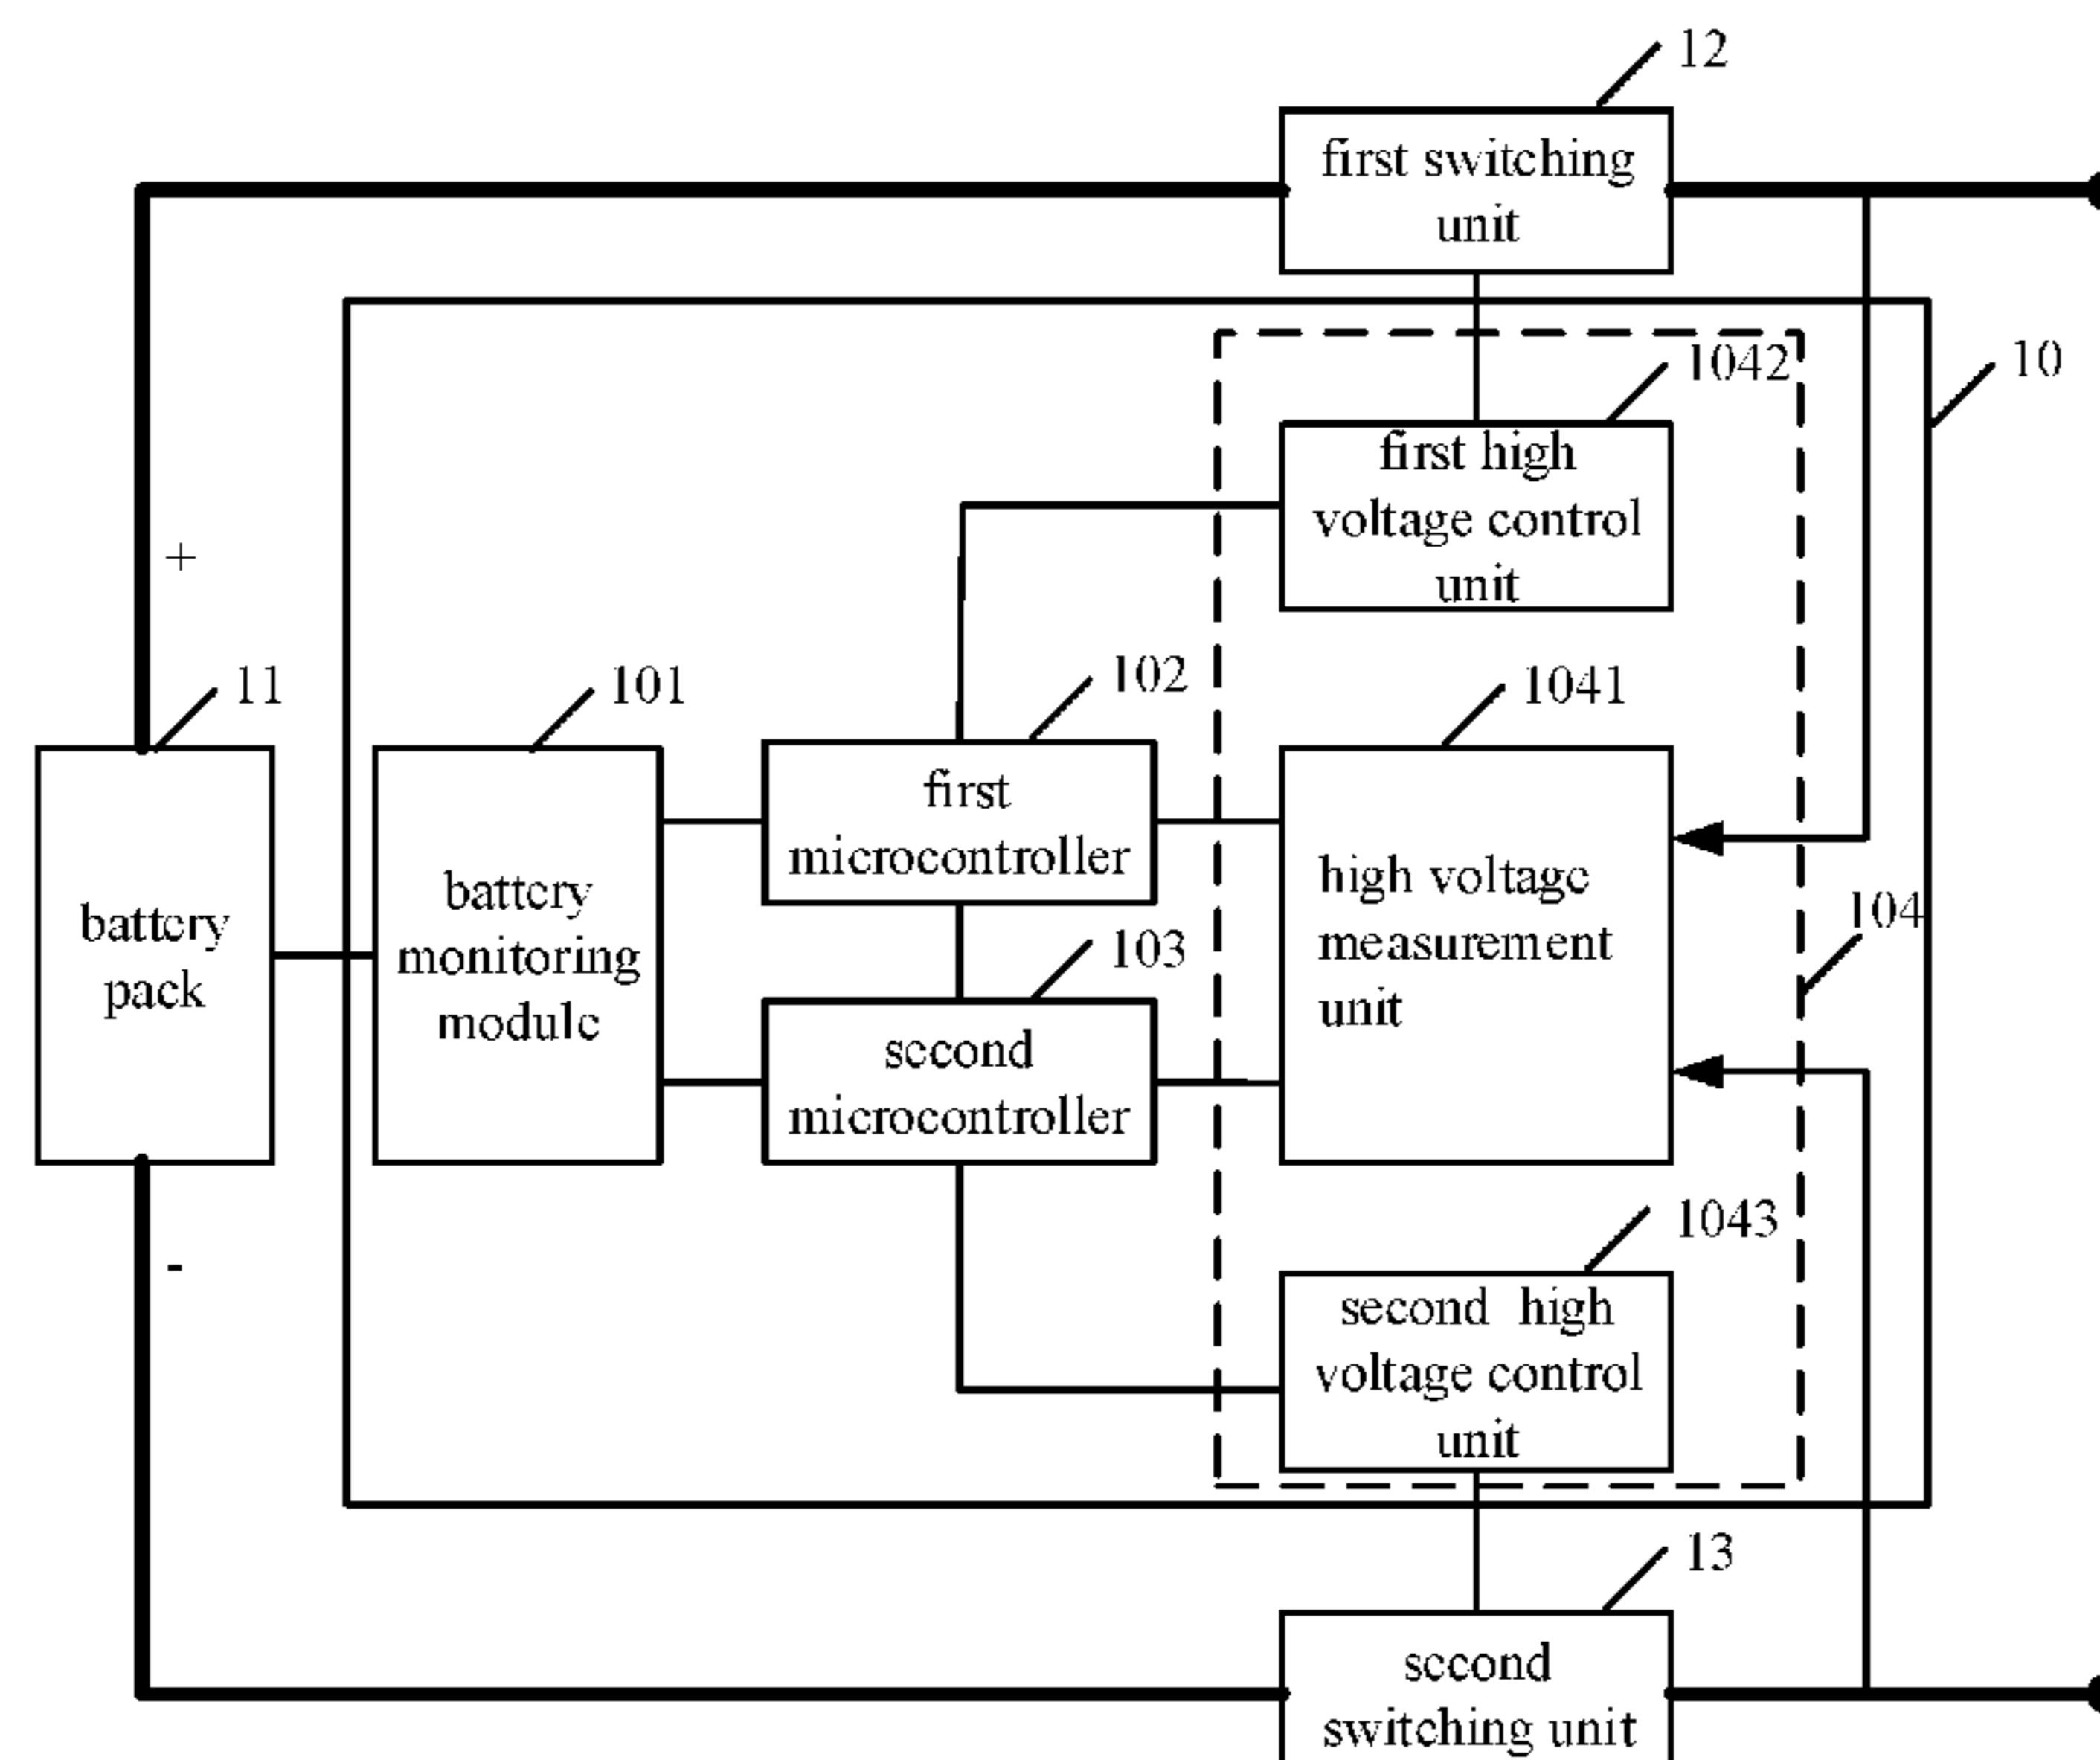 12
first switching
unit
1042
10
first high
voltage control
unit
+
11
101
102
1041
first
microcontroller
battery
pack
battery
monitoring
module
high voltage
measurement
unit
104
103
second
microcontroller
1043
-
second high
voltage control
unit
13
second
switching unit